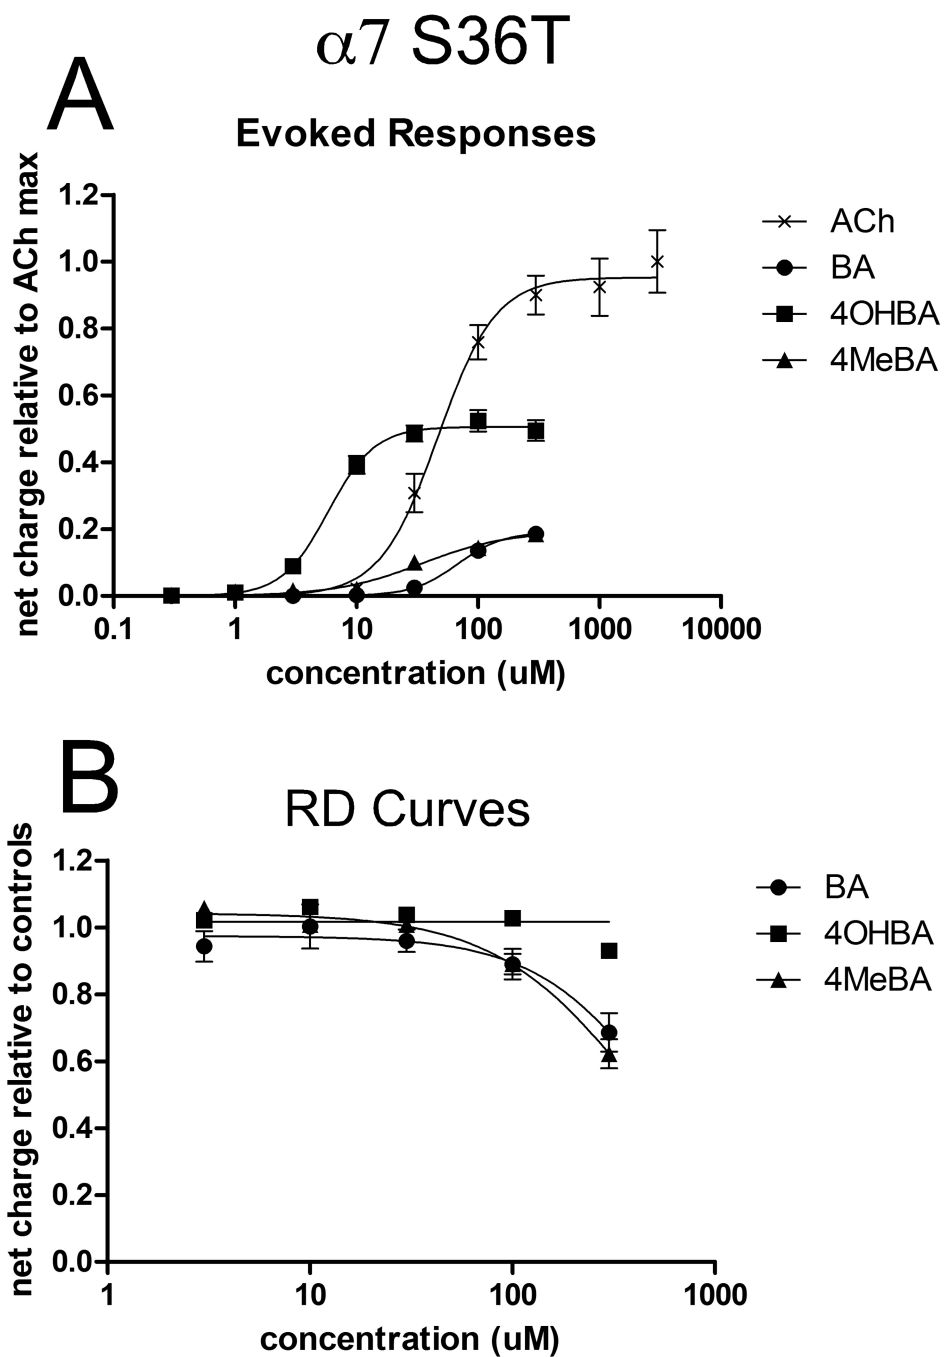 α7 S36T
A
Evoked Responses
net charge relative to ACh max
1.2
1.0
0.8
0.6
0.4
0.2
0.0
0.1 1 10 100 1000 10000
concentration (uM)
ACh
BA
4OHBA
4MeBA
B
RD Curves
net charge relative to controls
1.2
1.0
0.8
0.6
0.4
0.2
0.0
1 10 100 1000
concentration (uM)
BA
4OHBA
4MeBA